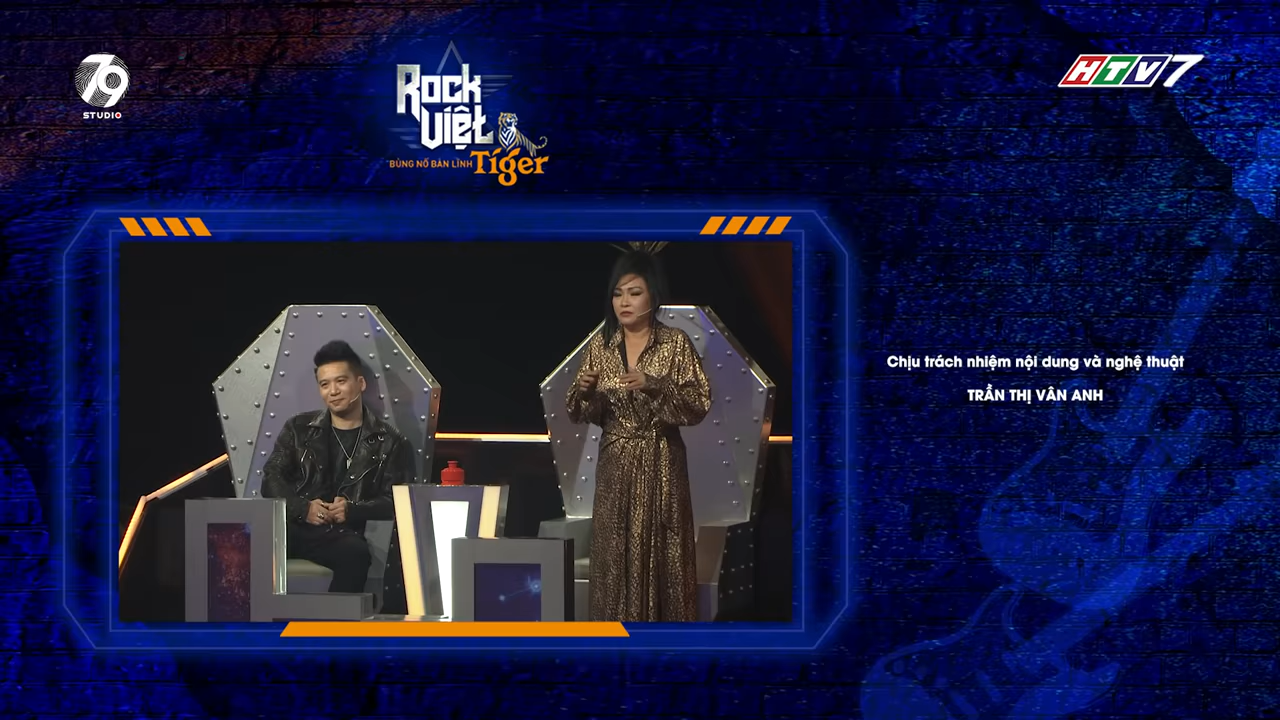 79
STUDIO
Rock
Việt
BÙNG NỔ BẢN LĨNH Tiger
HTV7
Chịu trách nhiệm nội dung và nghệ thuật
TRẦN THỊ VÂN ANH